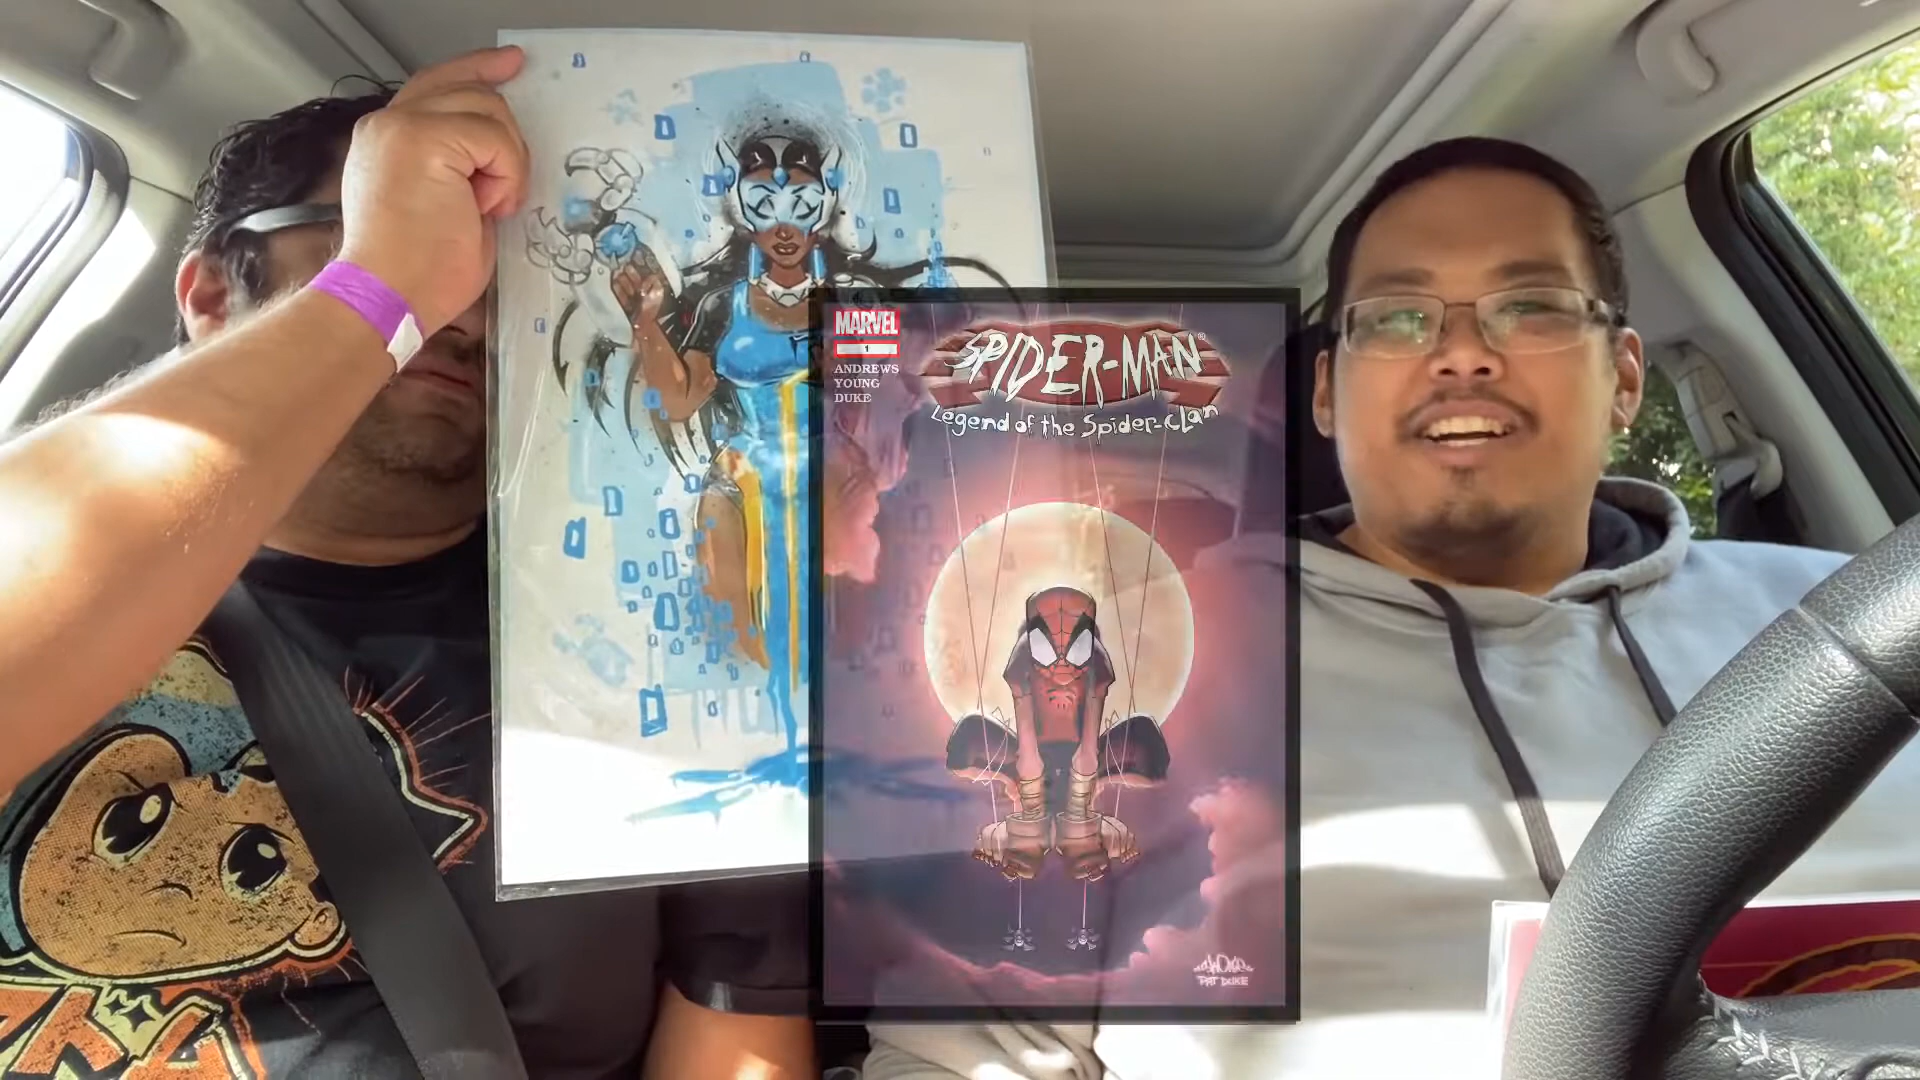 MARVEL
1
ANDREWS
YOUNG
DUKE
SPIDER-MAN®
Legend of the Spider-Clan
PAT DUKE